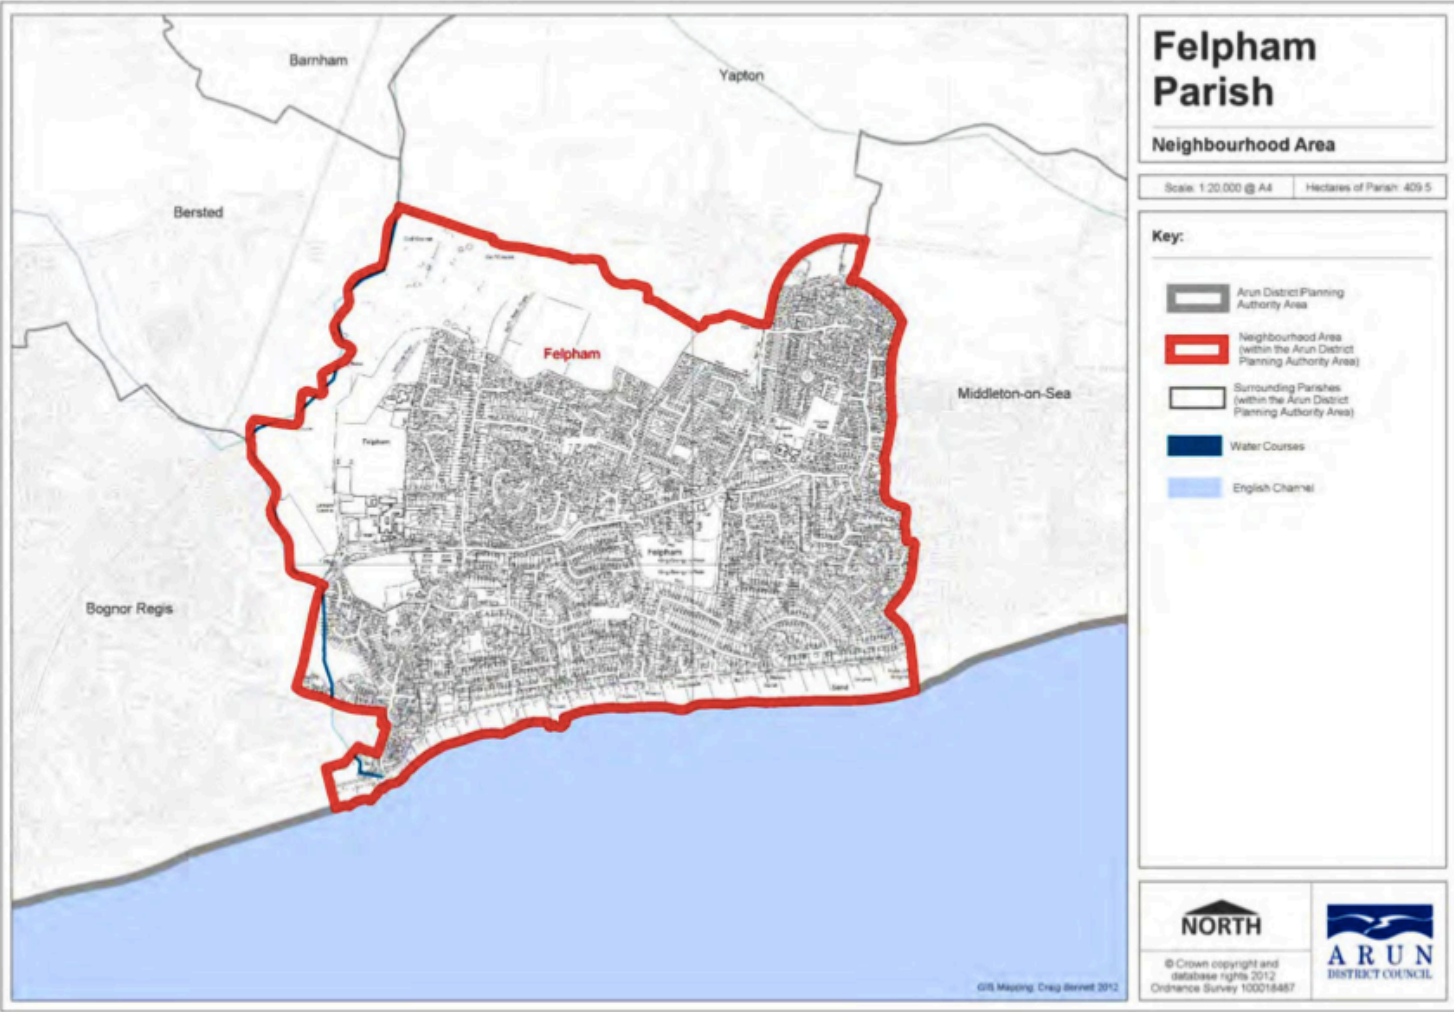 Felpham
Parish
Neighbourhood Area
Scale: 1:20,000 @ A4
Hectares of Parish: 409.5
Key:
Arun District Planning
Authority Area
Neighbourhood Area
(within the Arun District
Planning Authority Area)
Surrounding Parishes
(within the Arun District
Planning Authority Area)
Water Courses
English Channel
Barnham
Yapton
Bersted
Felpham
Middleton-on-Sea
Felpham
Felpham
Bognor Regis
Sand
GIS Mapping: Craig Bennett 2012
NORTH
© Crown copyright and
database rights 2012
Ordnance Survey 100018487
ARUN
DISTRICT COUNCIL